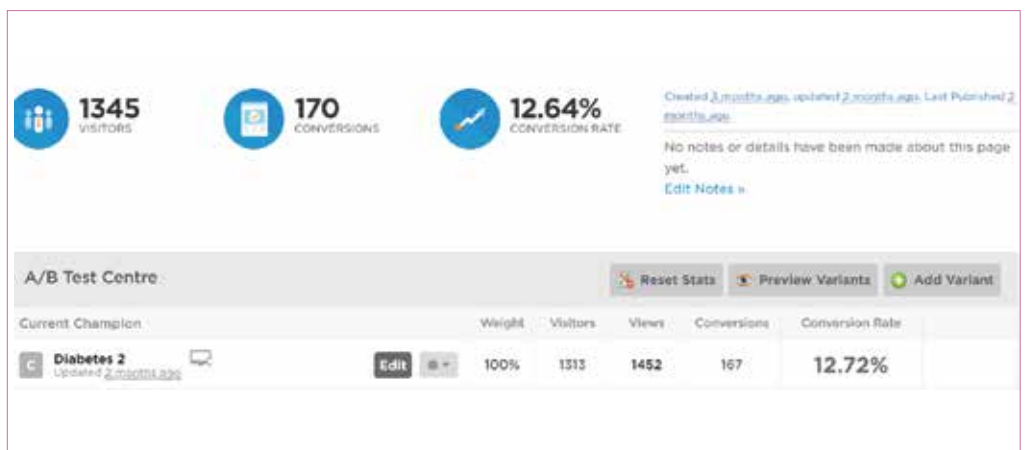 1345
VISITORS
170
CONVERSIONS
12.64%
CONVERSION RATE
Created 3 months ago, updated 2 months ago. Last Published 2
months ago
No notes or details have been made about this page
yet.
Edit Notes »
A/B Test Centre
Reset Stats
Preview Variants
Add Variant
Current Champion Weight Visitors Views Conversions Conversion Rate
C Diabetes 2 Edit 100% 1313 1452 167 12.72%
Updated 2 months ago